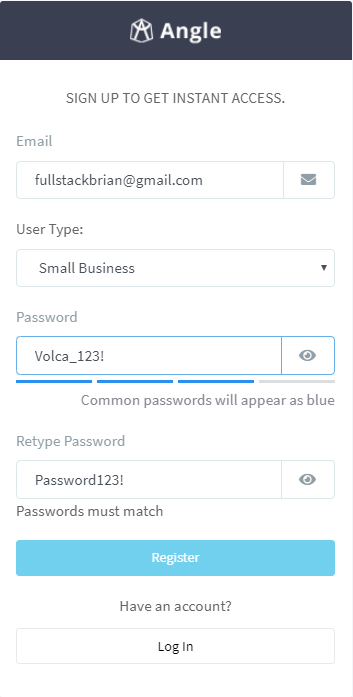 Angle
SIGN UP TO GET INSTANT ACCESS.
Email
fullstackbrian@gmail.com
User Type:
Small Business
Password
Volca_123!
Common passwords will appear as blue
Retype Password
Password123!
Passwords must match
Register
Have an account?
Log In